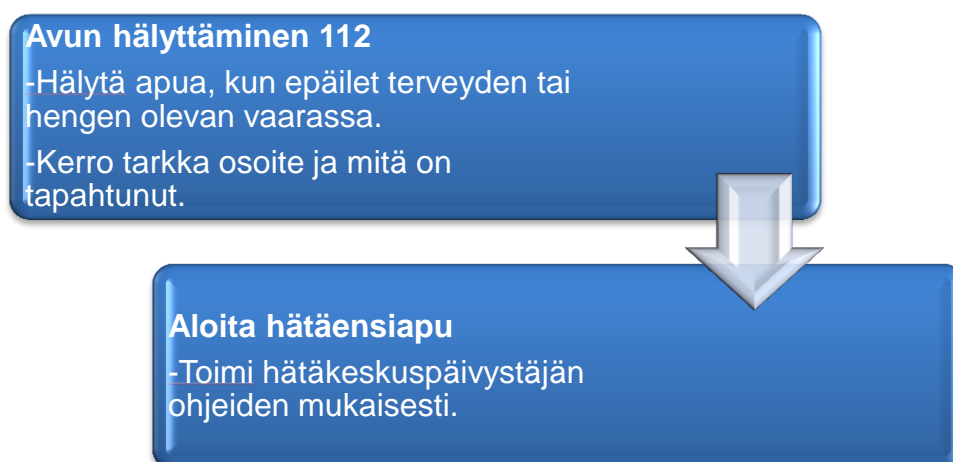 Avun hälyttäminen 112
-Hälytä apua, kun epäilet terveyden tai
hengen olevan vaarassa.
-Kerro tarkka osoite ja mitä on
tapahtunut.
Aloita hätäensiapu
-Toimi hätäkeskuspäivystäjän
ohjeiden mukaisesti.